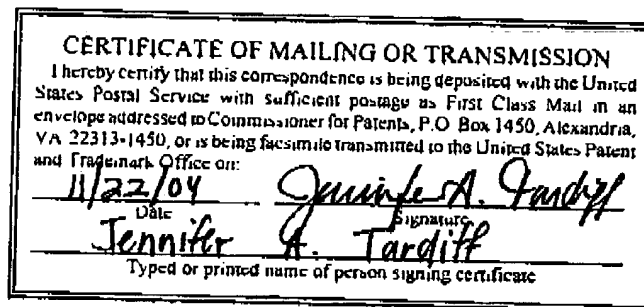 CERTIFICATE OF MAILING OR TRANSMISSION
I hereby certify that this correspondence is being deposited with the United
States Postal Service with sufficient postage as First Class Mail in an
envelope addressed to Commissioner for Patents, P.O. Box 1450, Alexandria,
VA 22313-1450, or is being facsimile transmitted to the United States Patent
and Trademark Office on:
11/22/04 Jennifer A. Tardiff
Date Signature
Jennifer A. Tardiff
Typed or printed name of person signing certificate